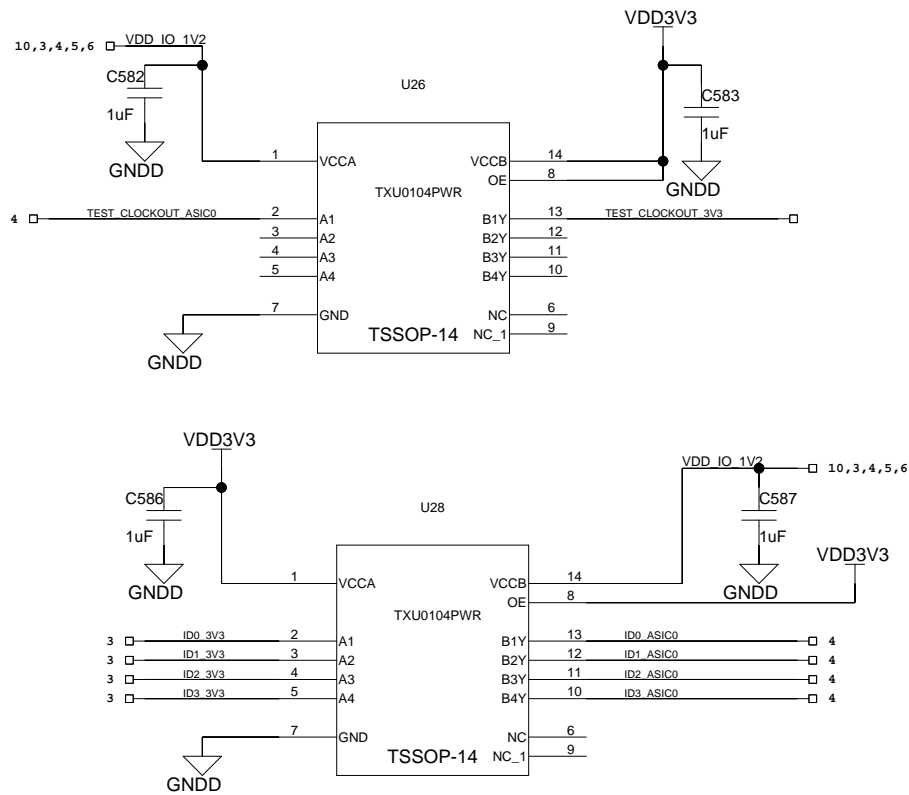 VDD3V3
10,3,4,5,6 VDD_IO_1V2
C582
1uF
GNDD
U26
C583
1uF
GNDD
1 VCCA VCCB 14
OE 8
TXU0104PWR
4 TEST_CLOCKOUT_ASIC0 2 A1 B1Y 13 TEST_CLOCKOUT_3V3
3 A2 B2Y 12
4 A3 B3Y 11
5 A4 B4Y 10
7 GND NC 6
TSSOP-14 NC_1 9
GNDD
VDD3V3
VDD_IO_1V2 10,3,4,5,6
C586
1uF
GNDD
U28
C587
1uF
GNDD
VDD3V3
1 VCCA VCCB 14
OE 8
TXU0104PWR
3 ID0_3V3 2 A1 B1Y 13 ID0_ASIC0 4
3 ID1_3V3 3 A2 B2Y 12 ID1_ASIC0 4
3 ID2_3V3 4 A3 B3Y 11 ID2_ASIC0 4
3 ID3_3V3 5 A4 B4Y 10 ID3_ASIC0 4
7 GND NC 6
TSSOP-14 NC_1 9
GNDD